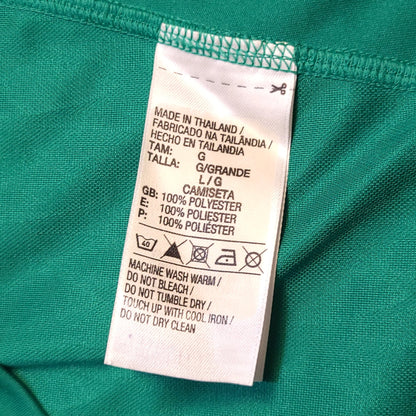 MADE IN THAILAND /
FABRICADO NA TAILÂNDIA /
HECHO EN TAILANDIA
TAM: G
TALLA: G/GRANDE
L / G
CAMISETA
GB: 100% POLYESTER
E: 100% POLIESTER
P: 100% POLIÉSTER
40
MACHINE WASH WARM /
DO NOT BLEACH /
DO NOT TUMBLE DRY /
TOUCH UP WITH COOL IRON /
DO NOT DRY CLEAN